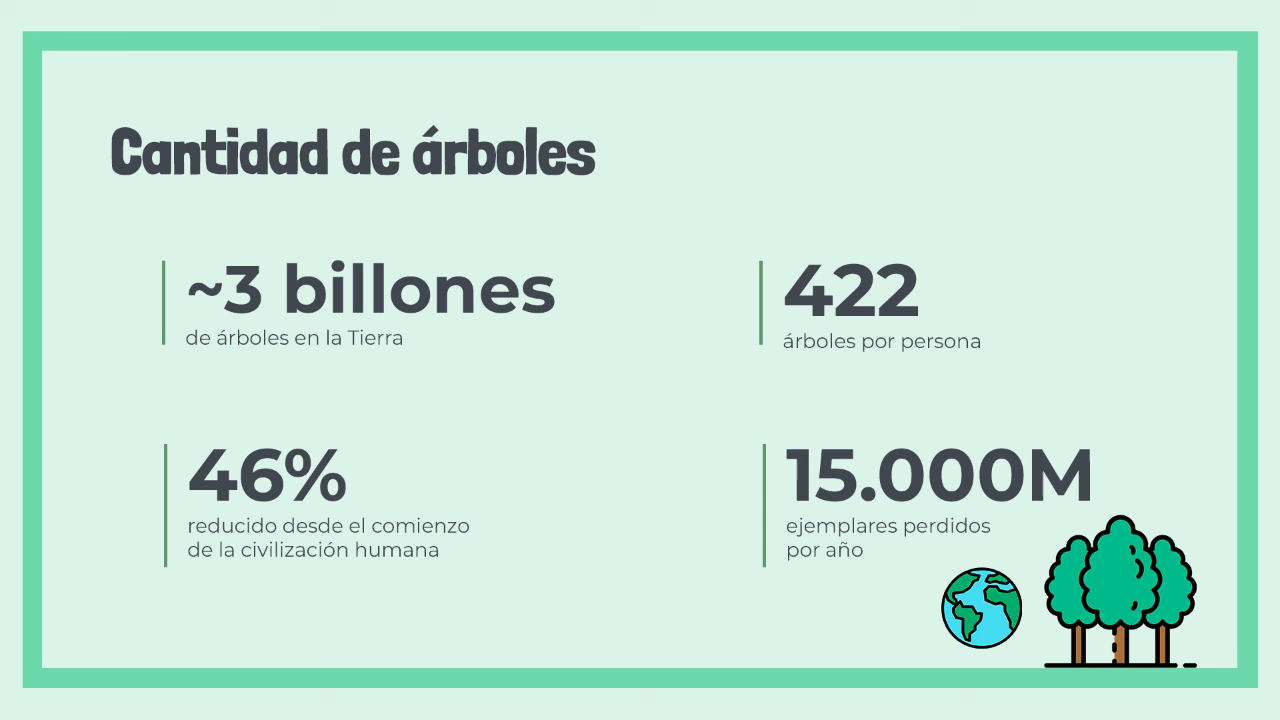 Cantidad de árboles
~3 billones
de árboles en la Tierra
422
árboles por persona
46%
reducido desde el comienzo
de la civilización humana
15.000M
ejemplares perdidos
por año